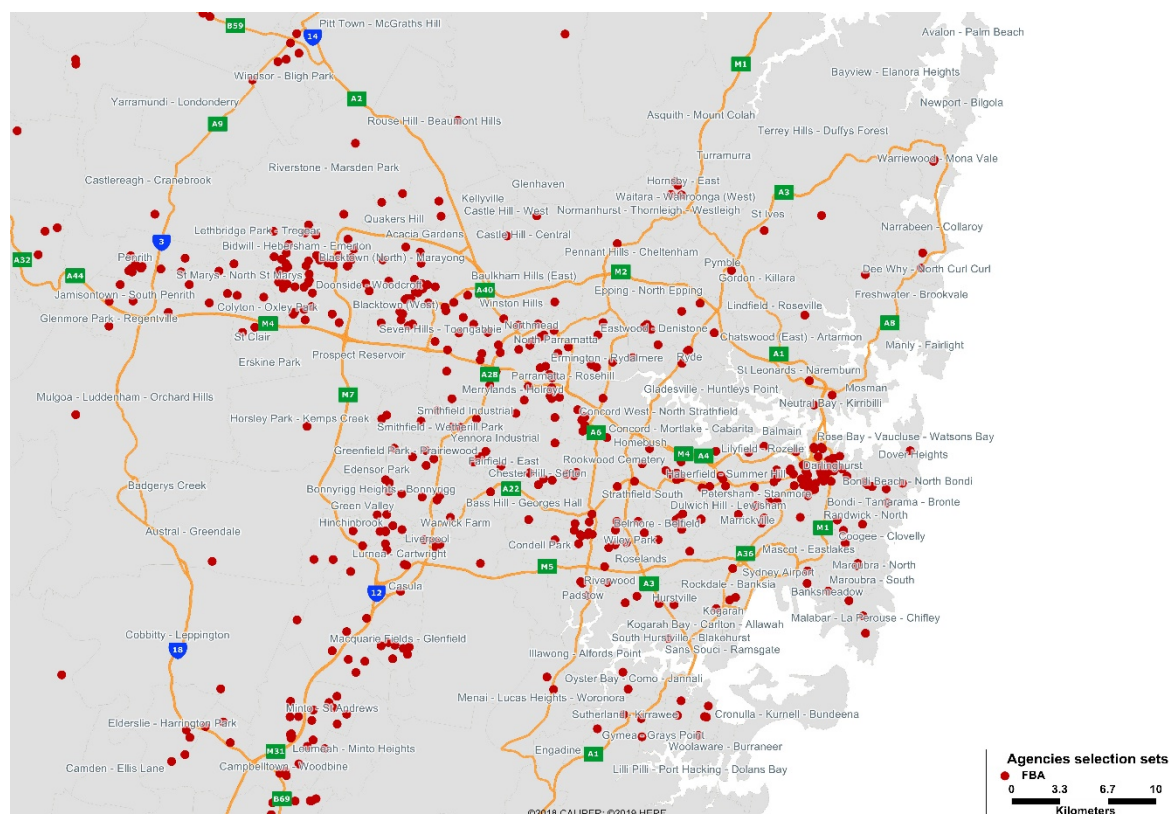 Pitt Town - McGraths Hill
B59
14
Avalon - Palm Beach
M1
Windsor - Bligh Park
Bayview - Elanora Heights
Yarramundi - Londonderry
A2
Newport - Bilgola
Asquith - Mount Colah
A9
Rouse Hill - Beaumont Hills
Terrey Hills - Duffys Forest
Turramurra
Warriewood - Mona Vale
Riverstone - Marsden Park
Castlereagh - Cranebrook
Glenhaven
Hornsby - East
A3
Kellyville
Waitara - Wahroonga (West)
Castle Hill - West
Normanhurst - Thornleigh - Westleigh
St Ives
Quakers Hill
Lethbridge Park - Tregear
Acacia Gardens
Castle Hill - Central
Narrabeen - Collaroy
3
Bidwill - Hebersham - Emerton
Pennant Hills - Cheltenham
A32
Penrith
Blacktown (North) - Marayong
Pymble
Dee Why - North Curl Curl
A44
St Marys - North St Marys
Baulkham Hills (East)
M2
Gordon - Killara
Doonside - Woodcroft
A40
Epping - North Epping
Jamisontown - South Penrith
Freshwater - Brookvale
Colyton - Oxley Park
Blacktown (West)
Winston Hills
Lindfield - Roseville
Glenmore Park - Regentville
M4
Seven Hills - Toongabbie
Northmead
Eastwood - Denistone
A8
St Clair
North Parramatta
Chatswood (East) - Artarmon
Manly - Fairlight
Prospect Reservoir
Ermington - Rydalmere
Ryde
A1
Erskine Park
A28
Parramatta - Rosehill
St Leonards - Naremburn
Merrylands - Holroyd
Gladesville - Huntleys Point
Mosman
Mulgoa - Luddenham - Orchard Hills
M7
Neutral Bay - Kirribilli
Smithfield Industrial
Concord West - North Strathfield
Horsley Park - Kemps Creek
Smithfield - Wetherill Park
A6
Concord - Mortlake - Cabarita
Balmain
Yennora Industrial
Homebush
Rose Bay - Vaucluse - Watsons Bay
Greenfield Park - Prairiewood
Rookwood Cemetery
M4
A4
Lilyfield - Rozelle
Dover Heights
Edensor Park
Fairfield - East
Darlinghurst
Chester Hill - Sefton
Haberfield - Summer Hill
Badgerys Creek
Bondi Beach - North Bondi
Bonnyrigg Heights - Bonnyrigg
A22
Strathfield South
Petersham - Stanmore
Green Valley
Bass Hill - Georges Hall
Bondi - Tamarama - Bronte
Dulwich Hill - Lewisham
Austral - Greendale
Hinchinbrook
Warwick Farm
Belmore - Belfield
Marrickville
Randwick - North
M1
Liverpool
Condell Park
Wiley Park
Coogee - Clovelly
Lurnea - Cartwright
Roselands
A36
Mascot - Eastlakes
M5
Sydney Airport
Maroubra - North
Casula
Riverwood
A3
Rockdale - Banksia
Maroubra - South
12
Padstow
Hurstville
Banksmeadow
Kogarah
Malabar - La Perouse - Chifley
Cobbitty - Leppington
Macquarie Fields - Glenfield
Kogarah Bay - Carlton - Allawah
South Hurstville - Blakehurst
18
Illawong - Alfords Point
Sans Souci - Ramsgate
Oyster Bay - Como - Jannali
Menai - Lucas Heights - Woronora
Minto - St Andrews
Elderslie - Harrington Park
Sutherland - Kirrawee
Cronulla - Kurnell - Bundeena
Gymea - Grays Point
M31
Leumeah - Minto Heights
Engadine
A1
Woolaware - Burraneer
Camden - Ellis Lane
Campbelltown - Woodbine
Lilli Pilli - Port Hacking - Dolans Bay
B69
©2018 CALIPER; ©2019 HERE
Agencies selection sets
FBA
0 3.3 6.7 10
Kilometers